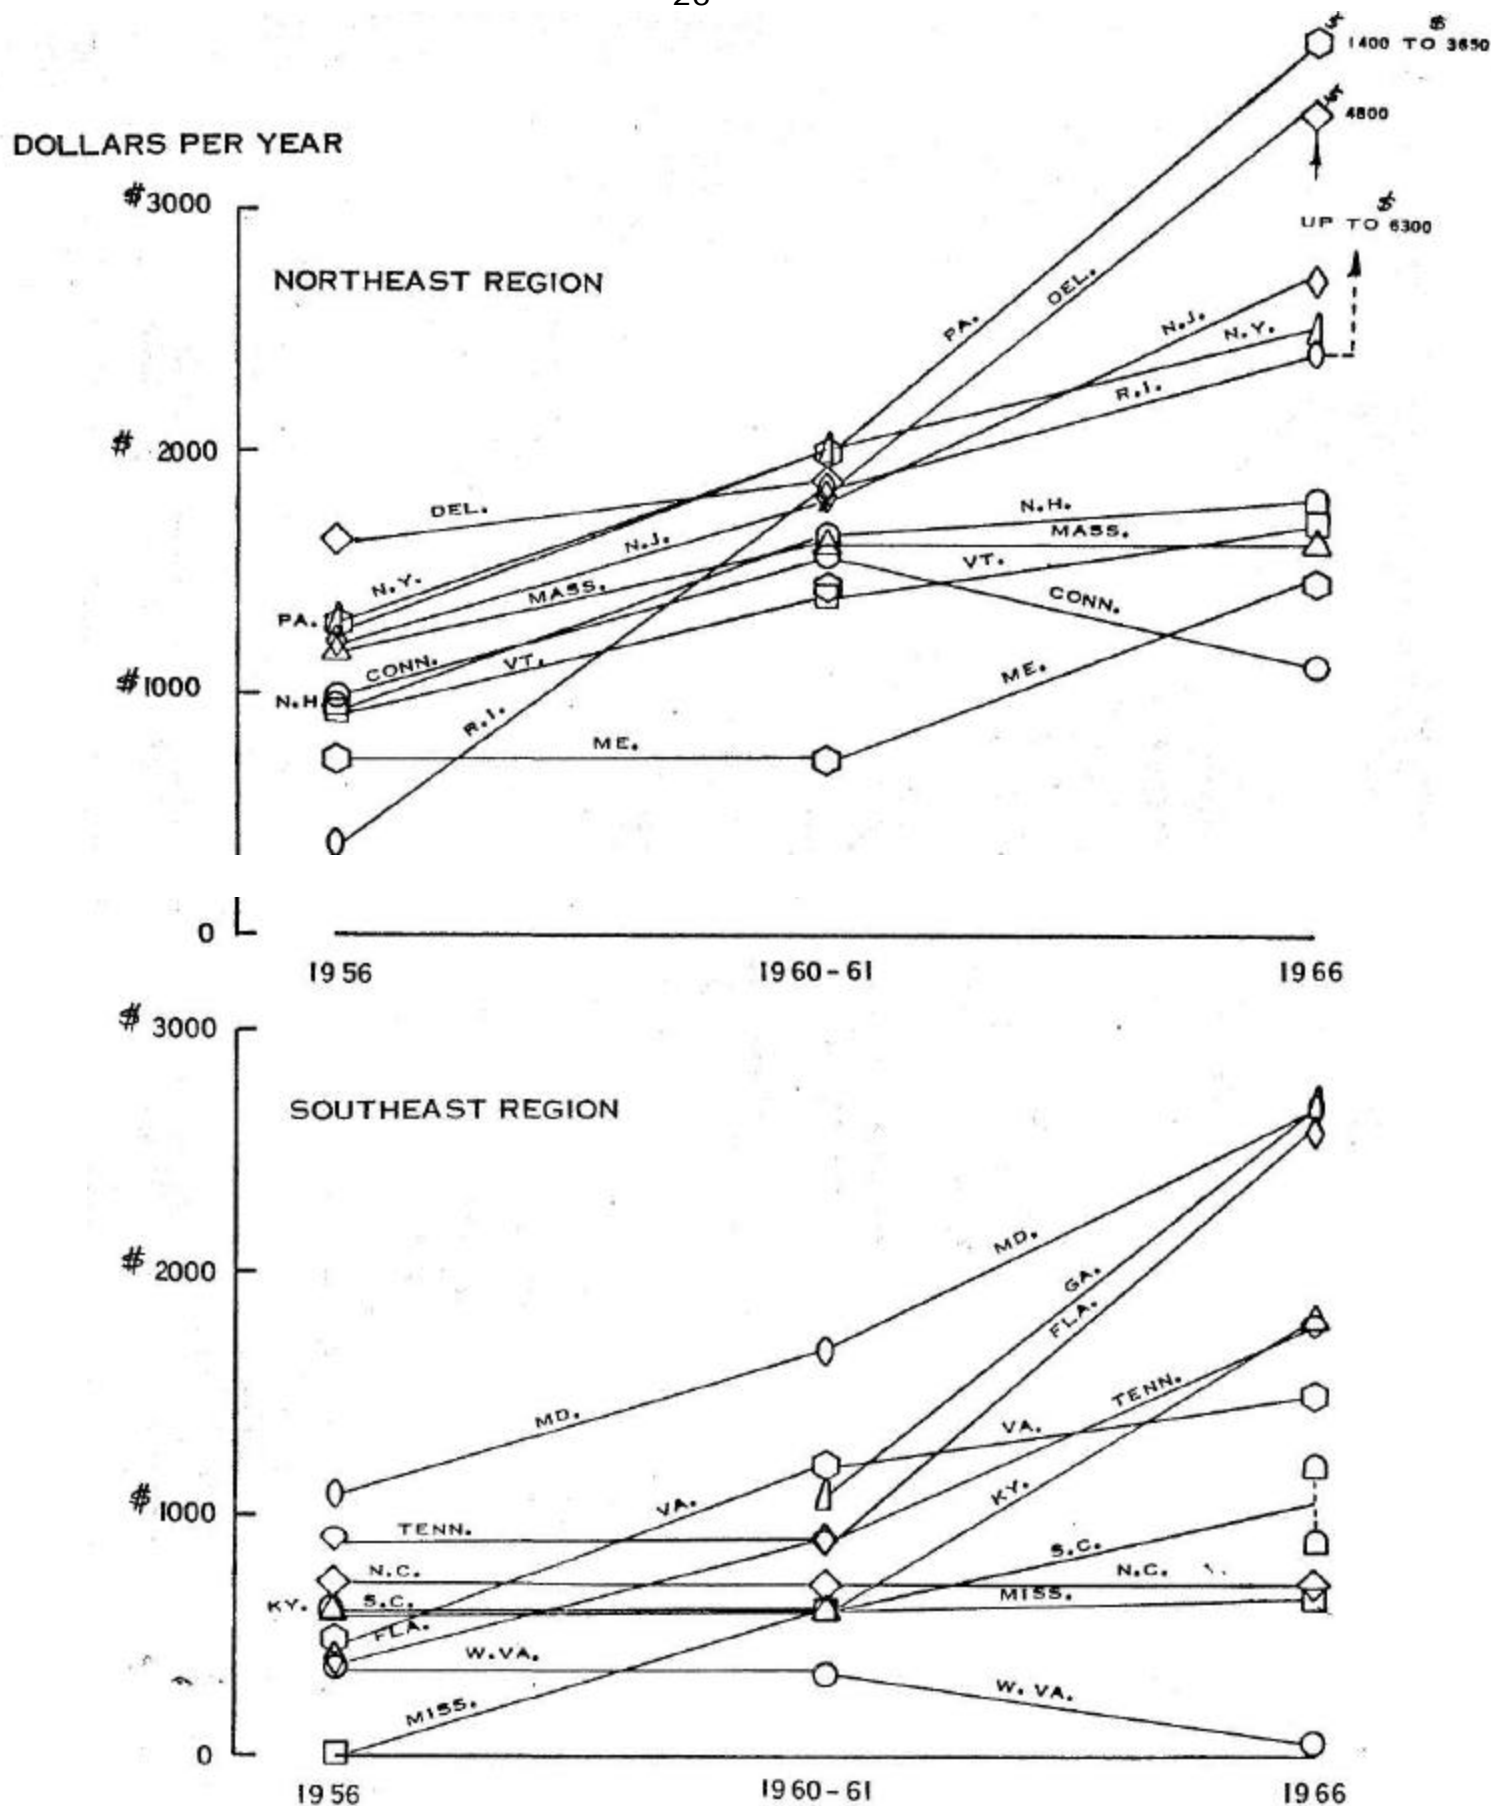 $
1400 TO 3650
4800
DOLLARS PER YEAR
$3000
$
UP TO 6300
NORTHEAST REGION
DEL.
PA.
N.J.
N.Y.
R.I.
$ 2000
DEL.
N.H.
MASS.
N.J.
VT.
N.Y.
MASS.
CONN.
PA.
CONN.
VT.
ME.
$1000
N.H.
R.I.
ME.
0
1956 1960-61 1966
$ 3000
SOUTHEAST REGION
MD.
$ 2000
GA.
FLA.
TENN.
MD.
VA.
KY.
$ 1000
VA.
TENN.
S.C.
N.C.
N.C.
MISS.
KY.
S.C.
FLA.
W.VA.
W. VA.
MISS.
0
1956 1960-61 1966